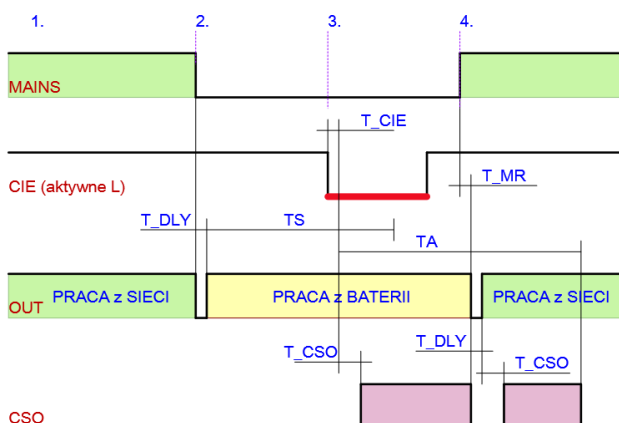 1. 2. 3. 4.
MAINS
T_CIE
CIE (aktywne L)
T_MR
T_DLY TS
TA
PRACA z SIECI PRACA z BATERII PRACA z SIECI
OUT
T_CSO T_DLY
T_CSO
CSO